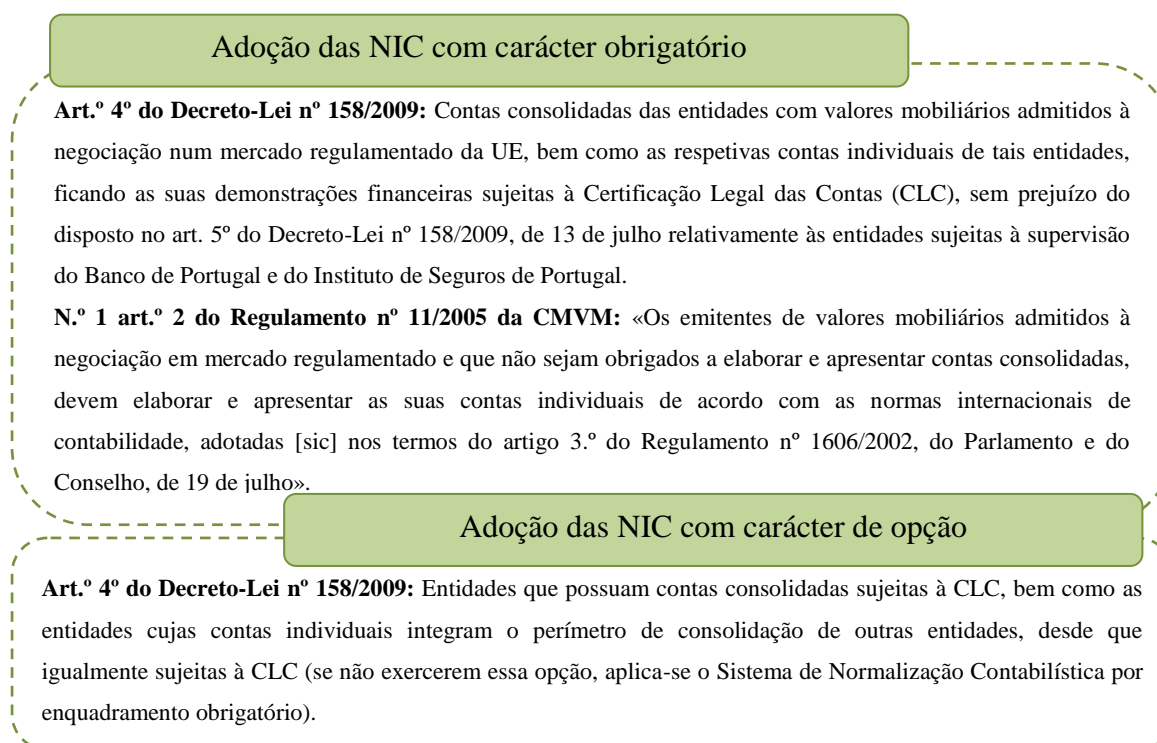 Adoção das NIC com carácter obrigatório
Art.º 4º do Decreto-Lei nº 158/2009: Contas consolidadas das entidades com valores mobiliários admitidos à
negociação num mercado regulamentado da UE, bem como as respetivas contas individuais de tais entidades,
ficando as suas demonstrações financeiras sujeitas à Certificação Legal das Contas (CLC), sem prejuízo do
disposto no art. 5º do Decreto-Lei nº 158/2009, de 13 de julho relativamente às entidades sujeitas à supervisão
do Banco de Portugal e do Instituto de Seguros de Portugal.
N.º 1 art.º 2 do Regulamento nº 11/2005 da CMVM: «Os emitentes de valores mobiliários admitidos à
negociação em mercado regulamentado e que não sejam obrigados a elaborar e apresentar contas consolidadas,
devem elaborar e apresentar as suas contas individuais de acordo com as normas internacionais de
contabilidade, adotadas [sic] nos termos do artigo 3.º do Regulamento nº 1606/2002, do Parlamento e do
Conselho, de 19 de julho».
Adoção das NIC com carácter de opção
Art.º 4º do Decreto-Lei nº 158/2009: Entidades que possuam contas consolidadas sujeitas à CLC, bem como as
entidades cujas contas individuais integram o perímetro de consolidação de outras entidades, desde que
igualmente sujeitas à CLC (se não exercerem essa opção, aplica-se o Sistema de Normalização Contabilística por
enquadramento obrigatório).